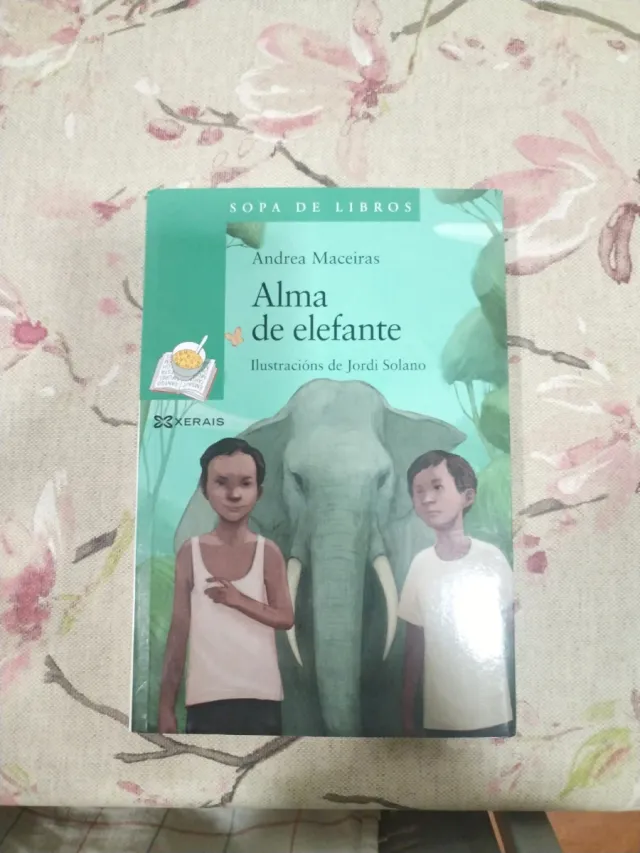 SOPA DE LIBROS
Andrea Maceiras
Alma
de elefante
Ilustracións de Jordi Solano
XERAIS